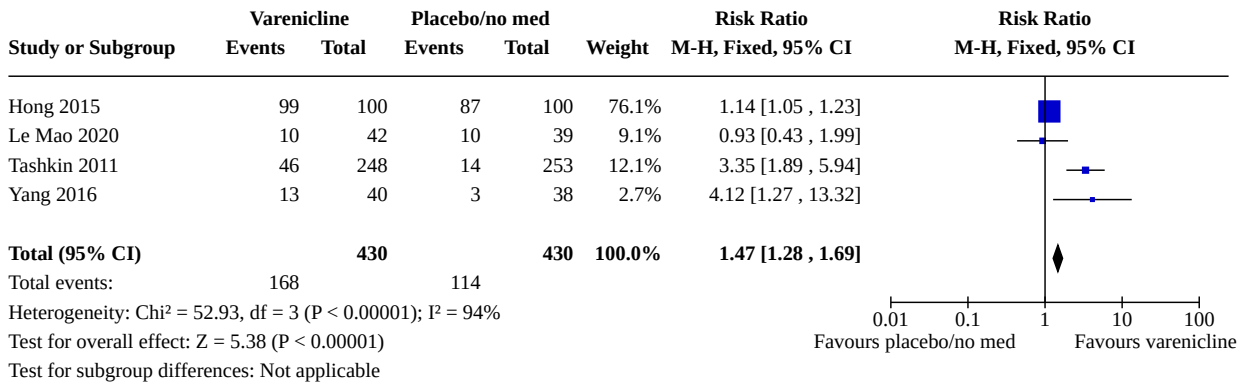 Varenicline Placebo/no med Risk Ratio Risk Ratio
Study or Subgroup Events Total Events Total Weight M-H, Fixed, 95% CI M-H, Fixed, 95% CI
Hong 2015 99 100 87 100 76.1% 1.14 [1.05 , 1.23]
Le Mao 2020 10 42 10 39 9.1% 0.93 [0.43 , 1.99]
Tashkin 2011 46 248 14 253 12.1% 3.35 [1.89 , 5.94]
Yang 2016 13 40 3 38 2.7% 4.12 [1.27 , 13.32]
Total (95% CI) 430 430 100.0% 1.47 [1.28 , 1.69]
Total events: 168 114
Heterogeneity: Chi² = 52.93, df = 3 (P < 0.00001); I² = 94%
0.01 0.1 1 10 100
Test for overall effect: Z = 5.38 (P < 0.00001)
Favours placebo/no med Favours varenicline
Test for subgroup differences: Not applicable